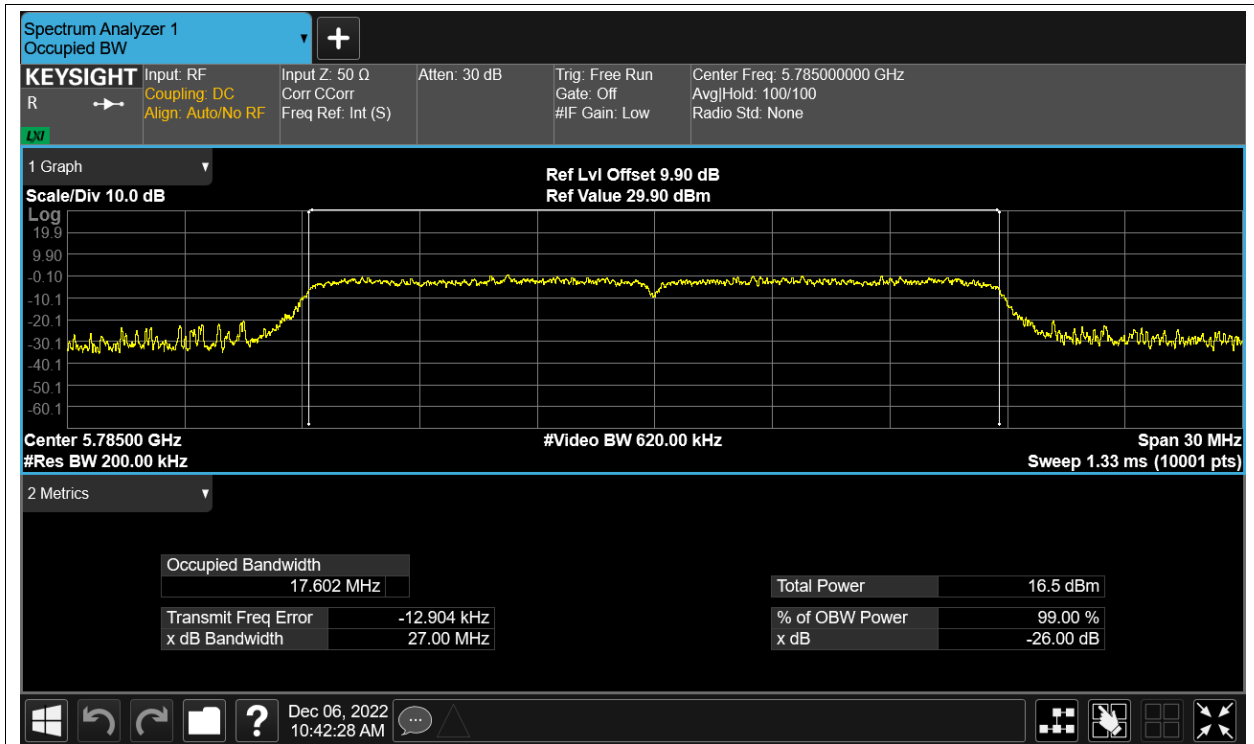 Spectrum Analyzer 1
Occupied BW
KEYSIGHT
R
LXI
Input: RF
Coupling: DC
Align: Auto/No RF
Input Z: 50 Ω
Corr CCorr
Freq Ref: Int (S)
Atten: 30 dB
Trig: Free Run
Gate: Off
#IF Gain: Low
Center Freq: 5.785000000 GHz
Avg|Hold: 100/100
Radio Std: None
1 Graph
Scale/Div 10.0 dB
Ref Lvl Offset 9.90 dB
Ref Value 29.90 dBm
Log
19.9
9.90
-0.10
-10.1
-20.1
-30.1
-40.1
-50.1
-60.1
Center 5.78500 GHz
#Res BW 200.00 kHz
#Video BW 620.00 kHz
Span 30 MHz
Sweep 1.33 ms (10001 pts)
2 Metrics
Occupied Bandwidth
17.602 MHz
Transmit Freq Error -12.904 kHz
x dB Bandwidth 27.00 MHz
Total Power 16.5 dBm
% of OBW Power 99.00 %
x dB -26.00 dB
?
Dec 06, 2022
10:42:28 AM